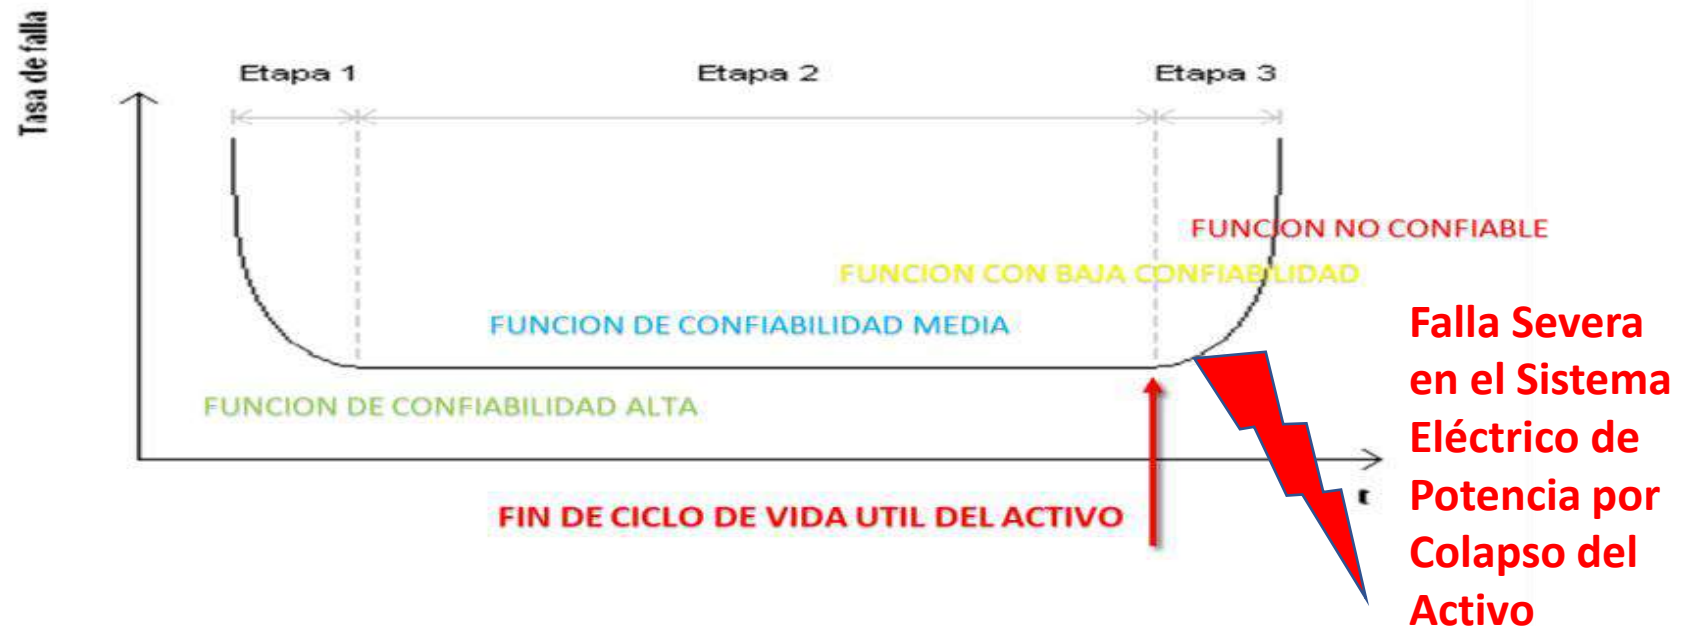 Tasa de falla
Etapa 1
Etapa 2
Etapa 3
FUNCION NO CONFIABLE
FUNCION CON BAJA CONFIABILIDAD
FUNCION DE CONFIABILIDAD MEDIA
FUNCION DE CONFIABILIDAD ALTA
FIN DE CICLO DE VIDA UTIL DEL ACTIVO
t
Falla Severa
en el Sistema
Eléctrico de
Potencia por
Colapso del
Activo